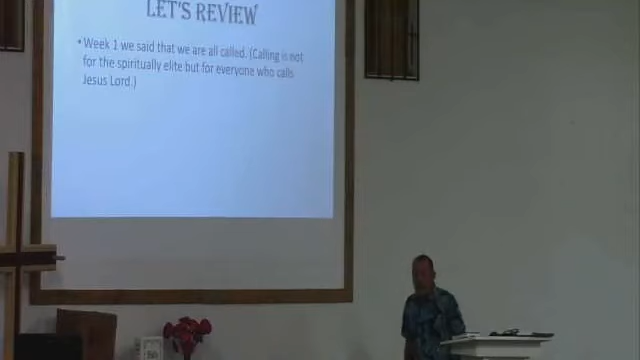 LET'S REVIEW
• Week 1 we said that we are all called. (Calling is not
for the spiritually elite but for everyone who calls
Jesus Lord.)